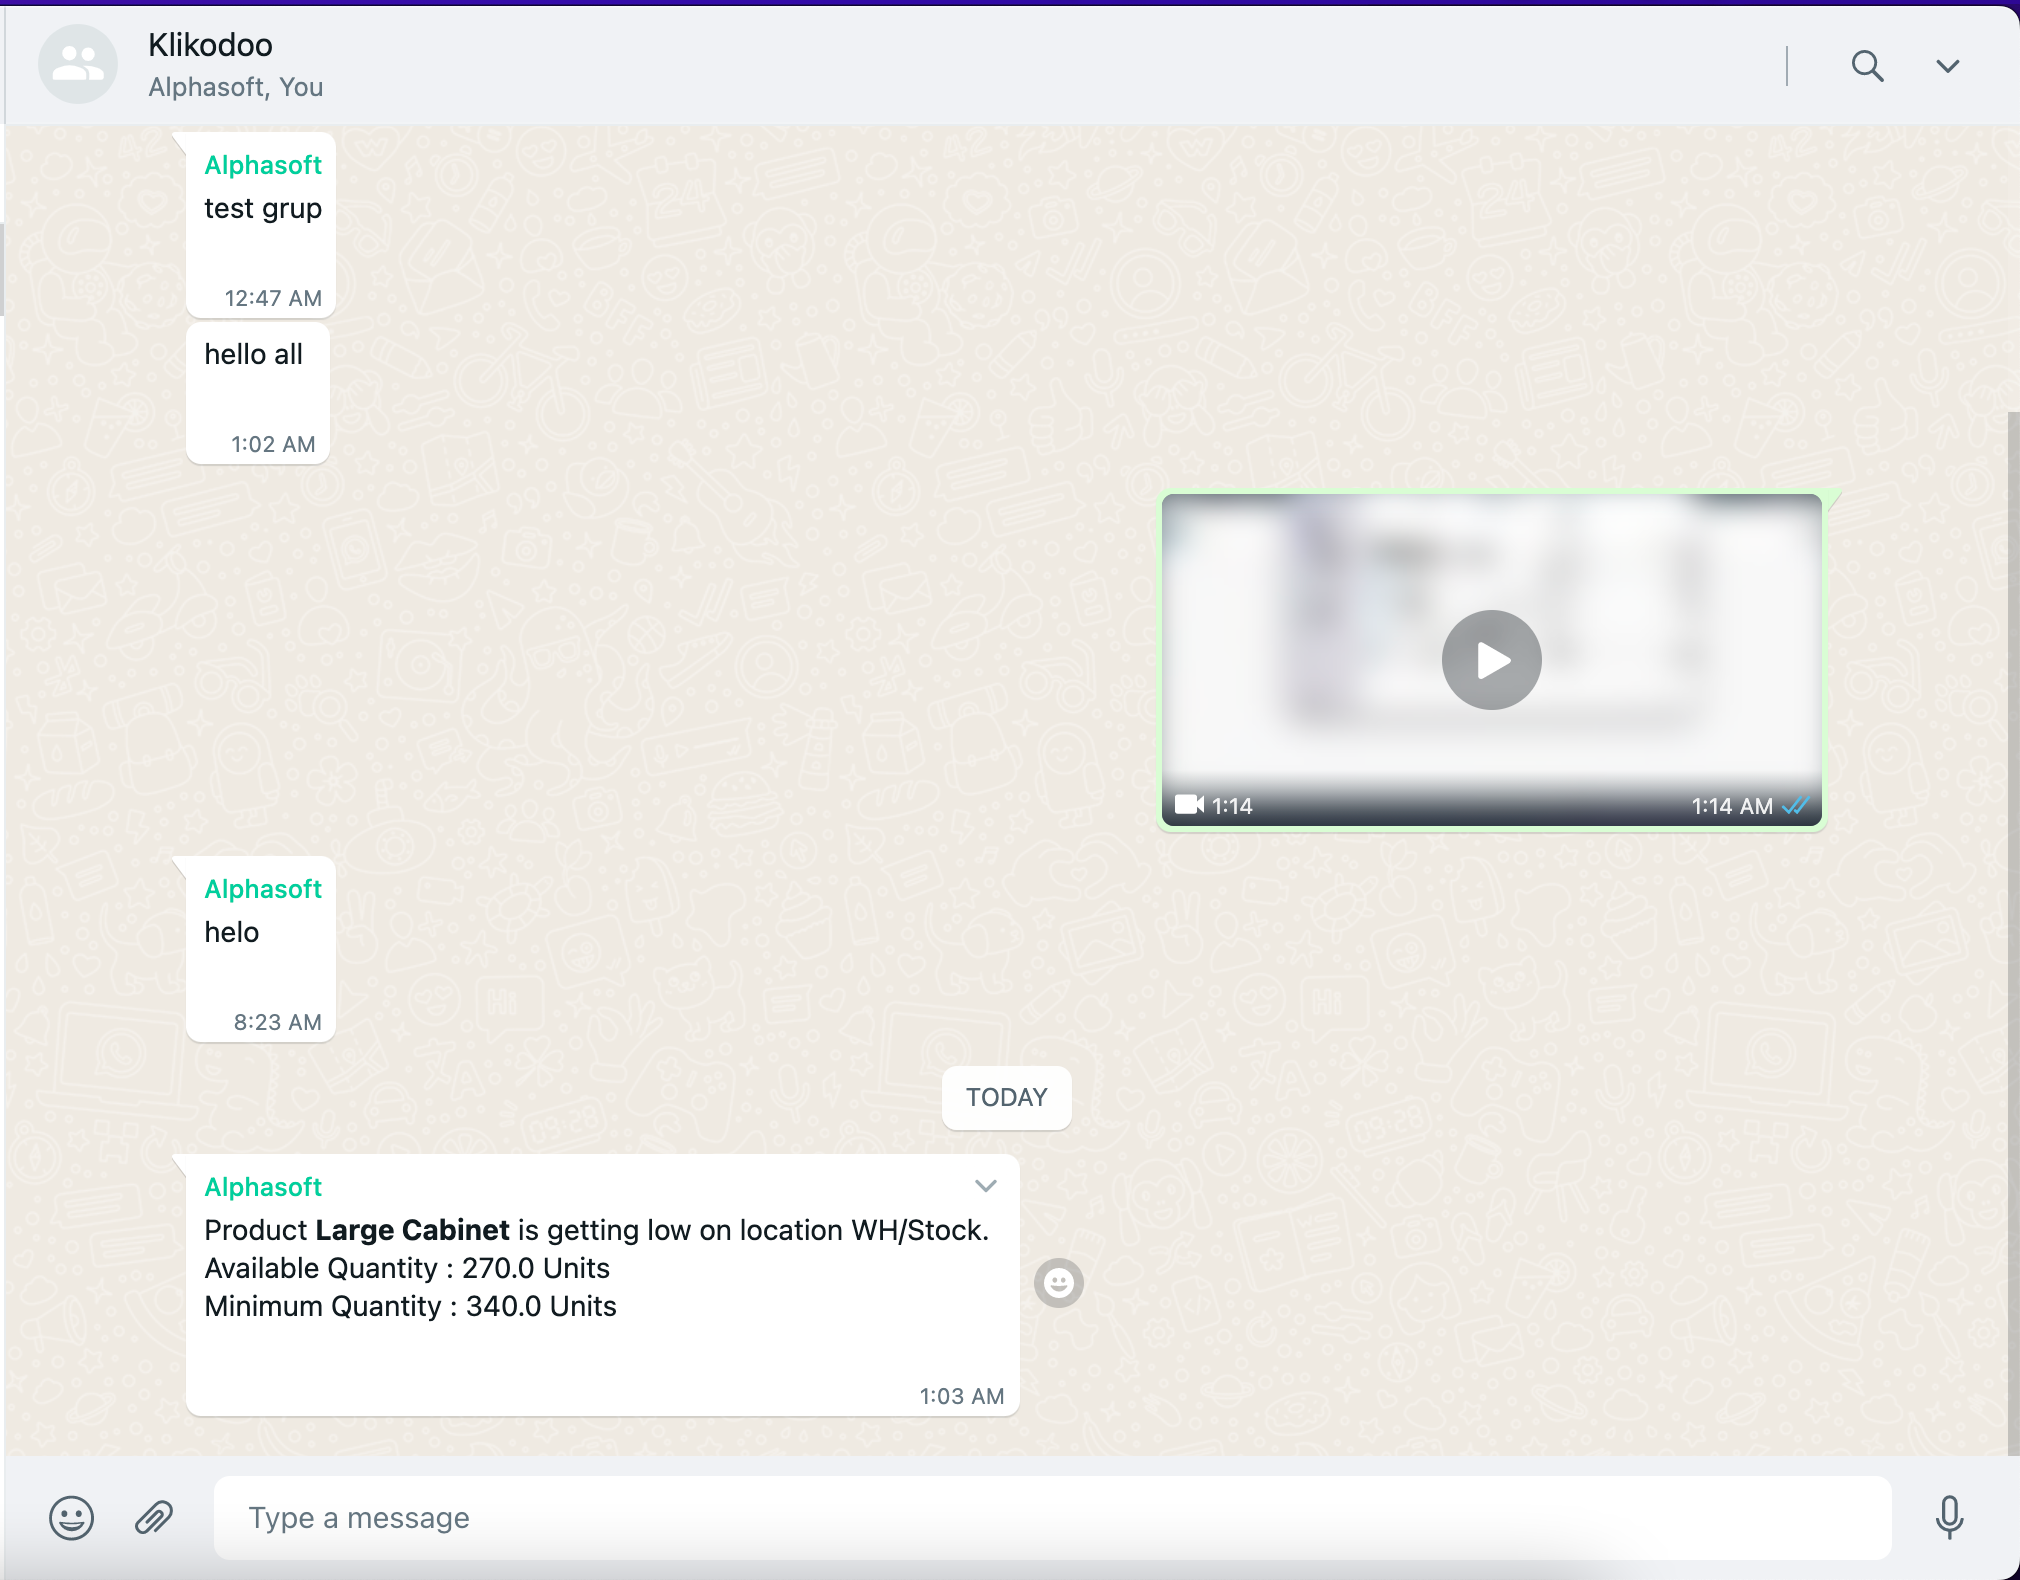 Klikodoo
Alphasoft, You
Alphasoft
test grup
12:47 AM
hello all
1:02 AM
1:14
1:14 AM
Alphasoft
helo
8:23 AM
TODAY
Alphasoft
Product Large Cabinet is getting low on location WH/Stock.
Available Quantity : 270.0 Units
Minimum Quantity : 340.0 Units
1:03 AM
Type a message